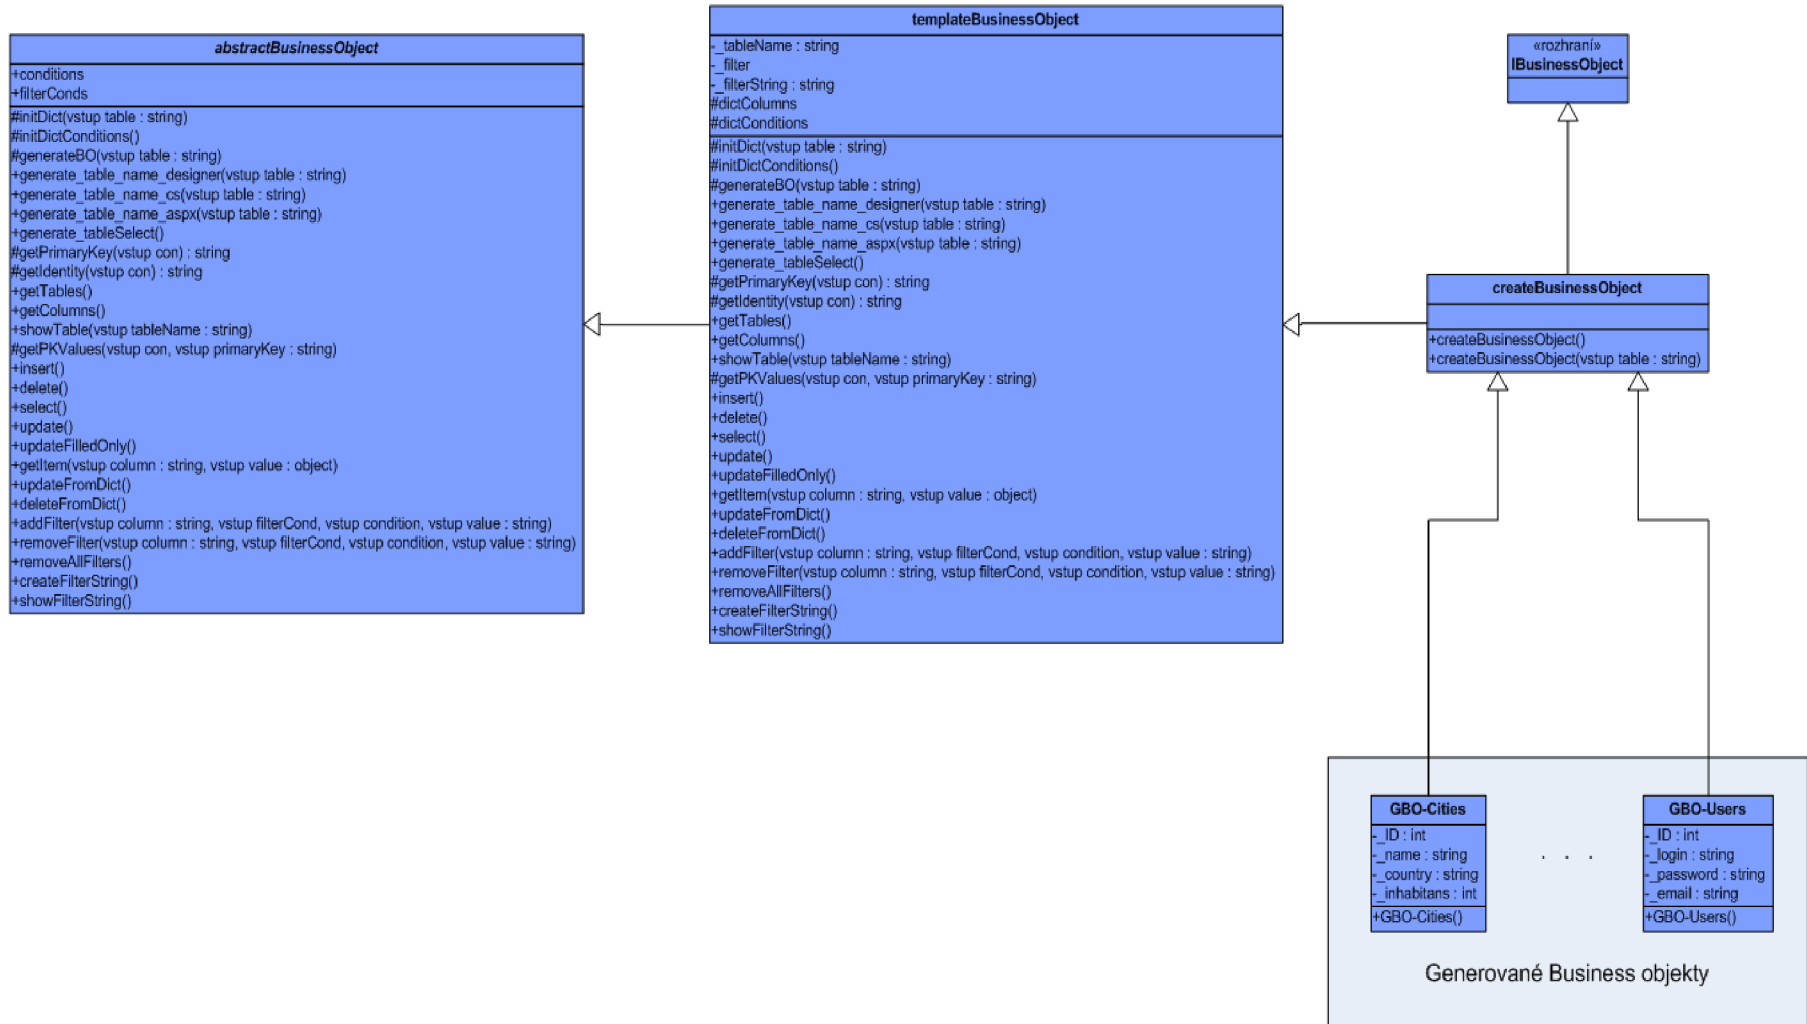 abstractBusinessObject
+conditions
+filterConds
#initDict(vstup table : string)
#initDictConditions()
#generateBO(vstup table : string)
+generate_table_name_designer(vstup table : string)
+generate_table_name_cs(vstup table : string)
+generate_table_name_aspx(vstup table : string)
+generate_tableSelect()
#getPrimaryKey(vstup con) : string
#getIdentity(vstup con) : string
+getTables()
+getColumns()
+showTable(vstup tableName : string)
#getPKValues(vstup con, vstup primaryKey : string)
+insert()
+delete()
+select()
+update()
+updateFilledOnly()
+getItem(vstup column : string, vstup value : object)
+updateFromDict()
+deleteFromDict()
+addFilter(vstup column : string, vstup filterCond, vstup condition, vstup value : string)
+removeFilter(vstup column : string, vstup filterCond, vstup condition, vstup value : string)
+removeAllFilters()
+createFilterString()
+showFilterString()
templateBusinessObject
-_tableName : string
-_filter
-_filterString : string
#dictColumns
#dictConditions
#initDict(vstup table : string)
#initDictConditions()
#generateBO(vstup table : string)
+generate_table_name_designer(vstup table : string)
+generate_table_name_cs(vstup table : string)
+generate_table_name_aspx(vstup table : string)
+generate_tableSelect()
#getPrimaryKey(vstup con) : string
#getIdentity(vstup con) : string
+getTables()
+getColumns()
+showTable(vstup tableName : string)
#getPKValues(vstup con, vstup primaryKey : string)
+insert()
+delete()
+select()
+update()
+updateFilledOnly()
+getItem(vstup column : string, vstup value : object)
+updateFromDict()
+deleteFromDict()
+addFilter(vstup column : string, vstup filterCond, vstup condition, vstup value : string)
+removeFilter(vstup column : string, vstup filterCond, vstup condition, vstup value : string)
+removeAllFilters()
+createFilterString()
+showFilterString()
«rozhraní»
IBusinessObject
createBusinessObject
+createBusinessObject()
+createBusinessObject(vstup table : string)
GBO-Cities
-_ID : int
-_name : string
-_country : string
-_inhabitans : int
+GBO-Cities()
. . .
GBO-Users
-_ID : int
-_login : string
-_password : string
-_email : string
+GBO-Users()
Generované Business objekty